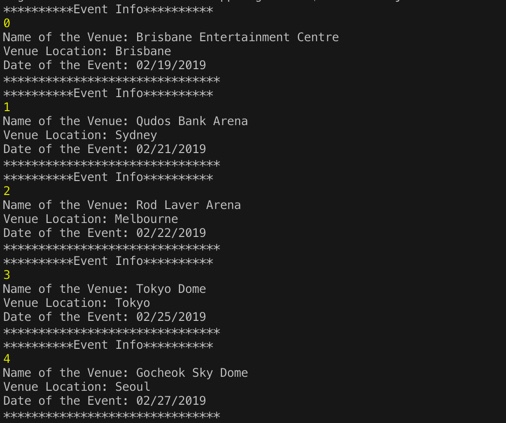 **********Event Info**********
0
Name of the Venue: Brisbane Entertainment Centre
Venue Location: Brisbane
Date of the Event: 02/19/2019
*******************************
**********Event Info**********
1
Name of the Venue: Qudos Bank Arena
Venue Location: Sydney
Date of the Event: 02/21/2019
*******************************
**********Event Info**********
2
Name of the Venue: Rod Laver Arena
Venue Location: Melbourne
Date of the Event: 02/22/2019
*******************************
**********Event Info**********
3
Name of the Venue: Tokyo Dome
Venue Location: Tokyo
Date of the Event: 02/25/2019
*******************************
**********Event Info**********
4
Name of the Venue: Gocheok Sky Dome
Venue Location: Seoul
Date of the Event: 02/27/2019
*******************************